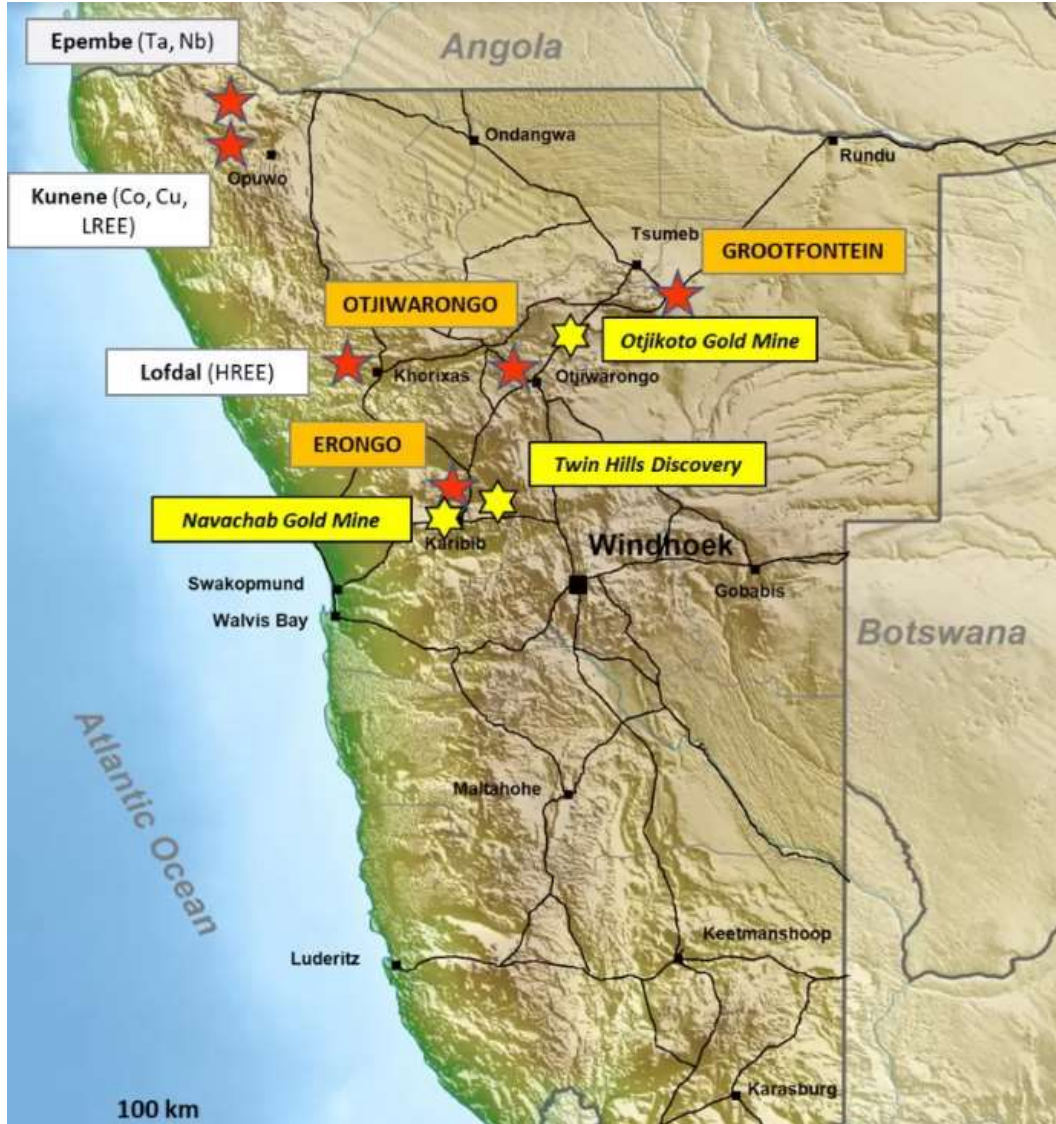 Epembe (Ta, Nb)
Angola
Ondangwa
Rundu
Opuwo
Kunene (Co, Cu,
LREE)
Tsumeb
GROOTFONTEIN
OTJIWARONGO
Otjikoto Gold Mine
Lofdal (HREE)
Khorixas
Otjiwarongo
ERONGO
Twin Hills Discovery
Navachab Gold Mine
Karibib
Windhoek
Swakopmund
Gobabis
Walvis Bay
Botswana
Atlantic Ocean
Maltahohe
Keetmanshoop
Luderitz
Karasburg
100 km